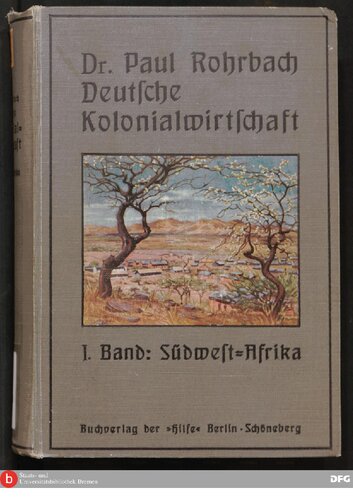 Dr. Paul Rohrbach
Deutſche
Kolonialwirtſchaft
I. Band: Südweſt=Afrika
Buchverlag der »Hilfe« Berlin-Schöneberg
b
Staats- und
Universitätsbibliothek Bremen
DFG